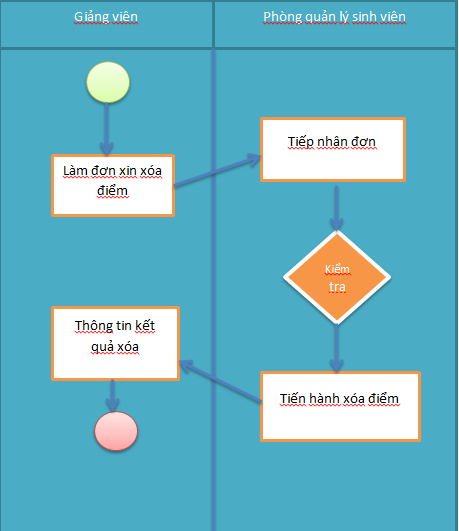 Giảng viên
Phòng quản lý sinh viên
Làm đơn xin xóa
điểm
Tiếp nhận đơn
Kiểm
tra
Tiến hành xóa điểm
Thông tin kết
quả xóa